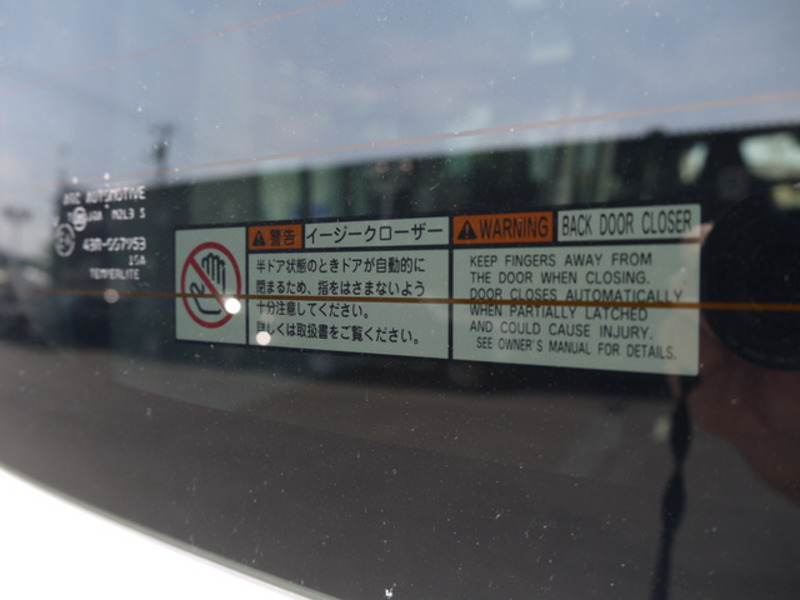 AUTOMOTIVE
M2L3 S
TEMPERLITE
警告 イージークローザー
半ドア状態のときドアが自動的に
閉まるため、指をはさまないよう
十分注意してください。
詳しくは取扱書をご覧ください。
WARNING BACK DOOR CLOSER
KEEP FINGERS AWAY FROM
THE DOOR WHEN CLOSING.
DOOR CLOSES AUTOMATICALLY
WHEN PARTIALLY LATCHED
AND COULD CAUSE INJURY.
SEE OWNER'S MANUAL FOR DETAILS.